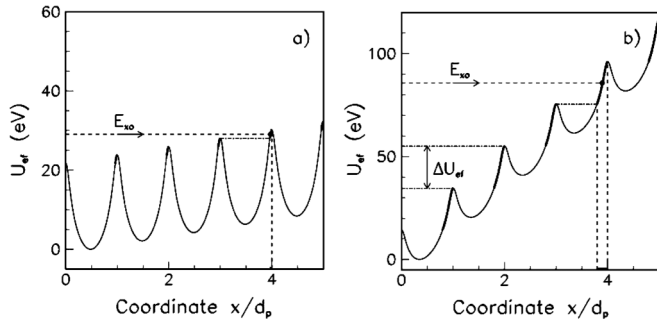 60
40
20
0
U_ef (eV)
a)
E_xo
0
1
2
3
4
5
Coordinate x/d_p
100
50
0
U_ef (eV)
b)
E_xo
ΔU_ef
0
1
2
3
4
Coordinate x/d_p